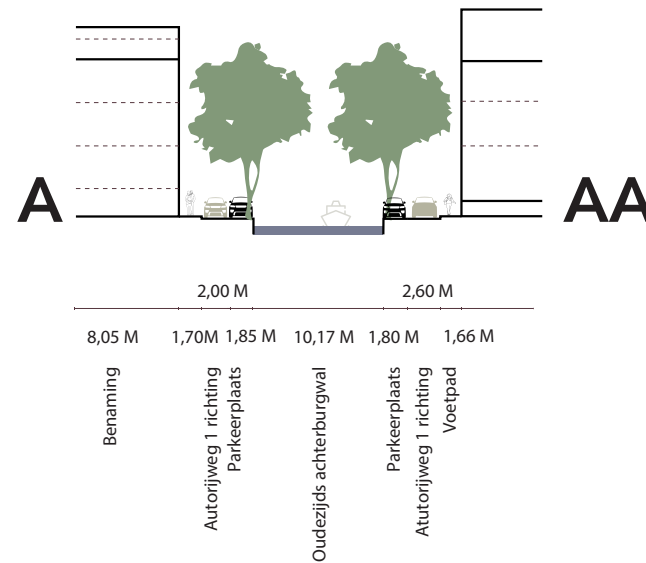 A
AA
2,00 M
2,60 M
8,05 M
1,70M
1,85 M
10,17 M
1,80 M
1,66 M
Benaming
Autorijweg 1 richting
Parkeerplaats
Oudezijds achterburgwal
Parkeerplaats
Atutorijweg 1 richting
Voetpad